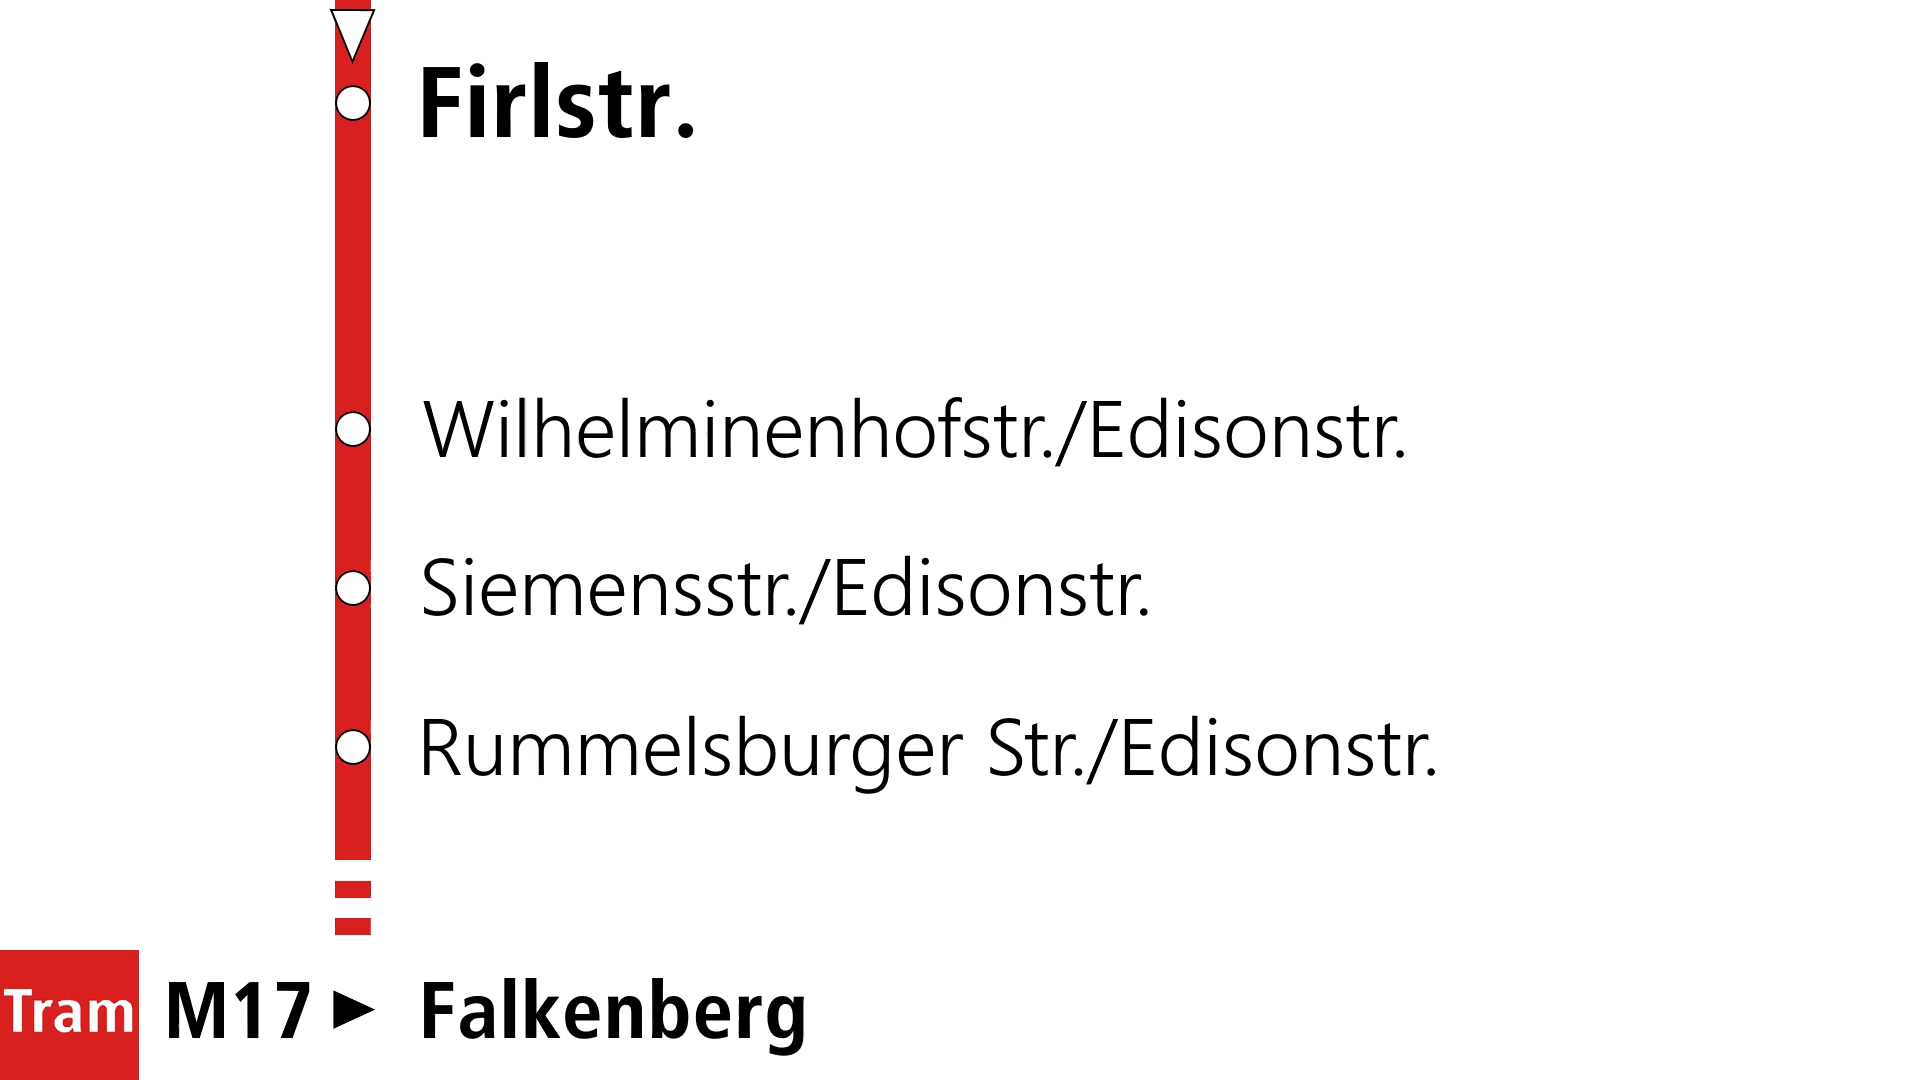 Firlstr.
Wilhelminenhofstr./Edisonstr.
Siemensstr./Edisonstr.
Rummelsburger Str./Edisonstr.
Tram M17 ▶ Falkenberg